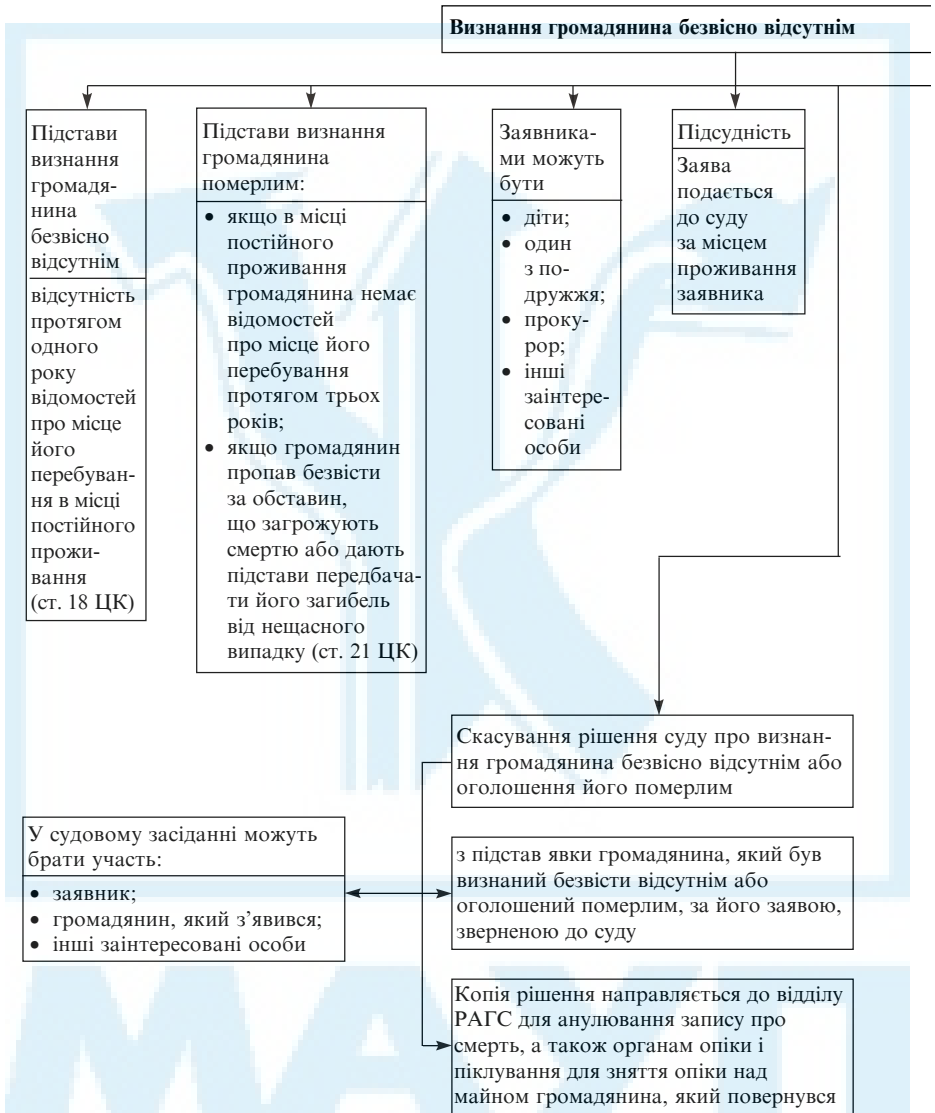 Визнання громадянина безвісно відсутнім
Підстави
визнання
громадя-
нина
безвісно
відсутнім
відсутність
протягом
одного
року
відомостей
про місце
його
перебуван-
ня в місці
постійного
прожи-
вання
(ст. 18 ЦК)
Підстави визнання
громадянина
померлим:
• якщо в місці
постійного
проживання
громадянина немає
відомостей
про місце його
перебування
протягом трьох
років;
• якщо громадянин
пропав безвісти
за обставин,
що загрожують
смертю або дають
підстави передбача-
ти його загибель
від нещасного
випадку (ст. 21 ЦК)
Заявника-
ми можуть
бути
• діти;
• один
з по-
дружжя;
• проку-
рор;
• інші
заінтере-
совані
особи
Підсудність
Заява
подається
до суду
за місцем
проживання
заявника
Скасування рішення суду про визнан-
ня громадянина безвісно відсутнім або
оголошення його померлим
У судовому засіданні можуть
брати участь:
• заявник;
• громадянин, який з’явився;
• інші заінтересовані особи
з підстав явки громадянина, який був
визнаний безвісти відсутнім або
оголошений померлим, за його заявою,
зверненою до суду
Копія рішення направляється до відділу
РАГС для анулювання запису про
смерть, а також органам опіки і
піклування для зняття опіки над
майном громадянина, який повернувся
МАУП